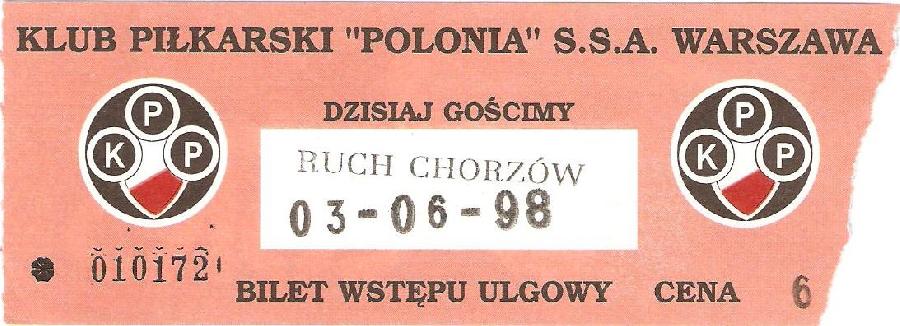 KLUB PIŁKARSKI "POLONIA" S.S.A. WARSZAWA
DZISIAJ GOŚCIMY
P
K P
P
K P
RUCH CHORZÓW
03-06-98
010172
BILET WSTĘPU ULGOWY CENA 6